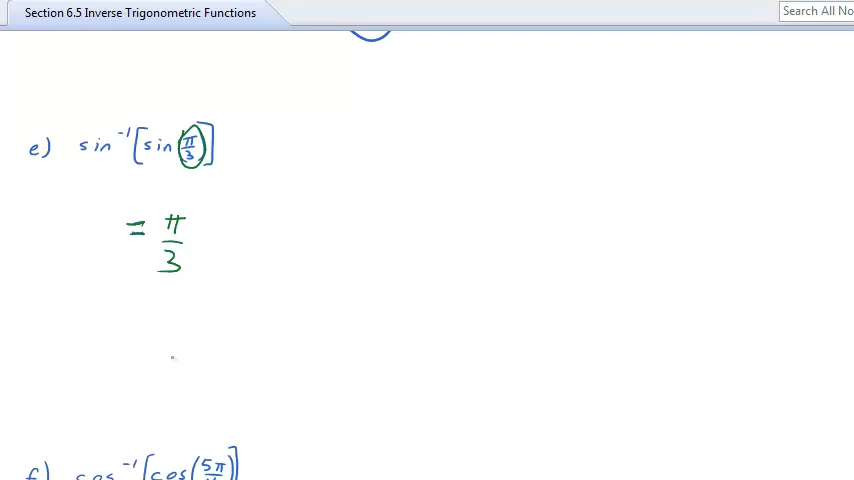 Section 6.5 Inverse Trigonometric Functions
Search All No
e) sin⁻¹[sin(π/3)]
= π/3
f) cos⁻¹[cos(5π/